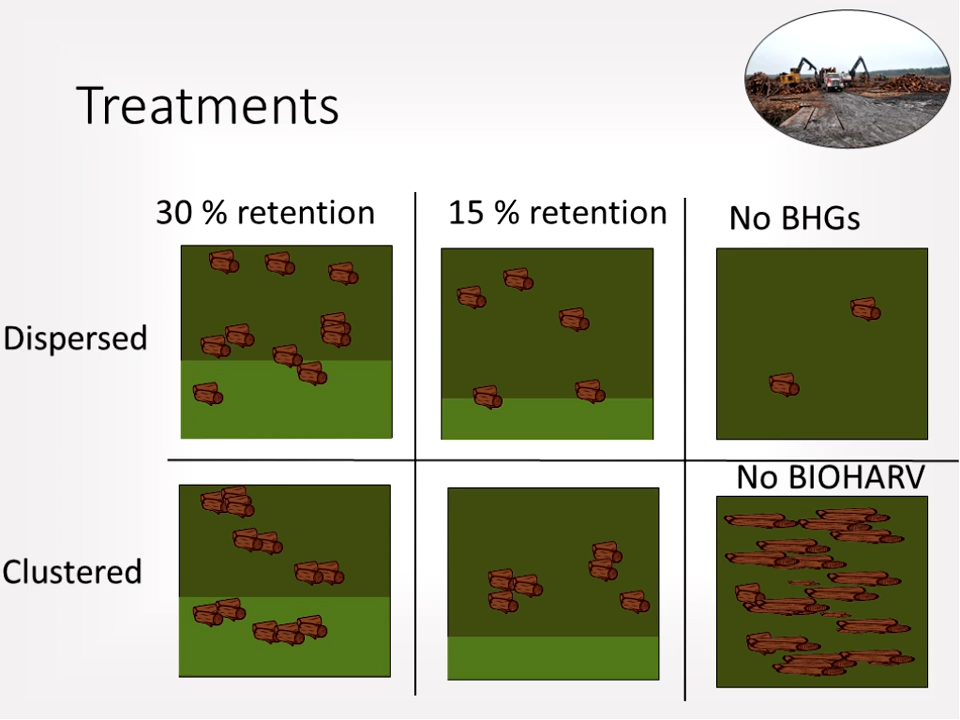 Treatments
30 % retention
15 % retention
No BHGs
Dispersed
No BIOHARV
Clustered